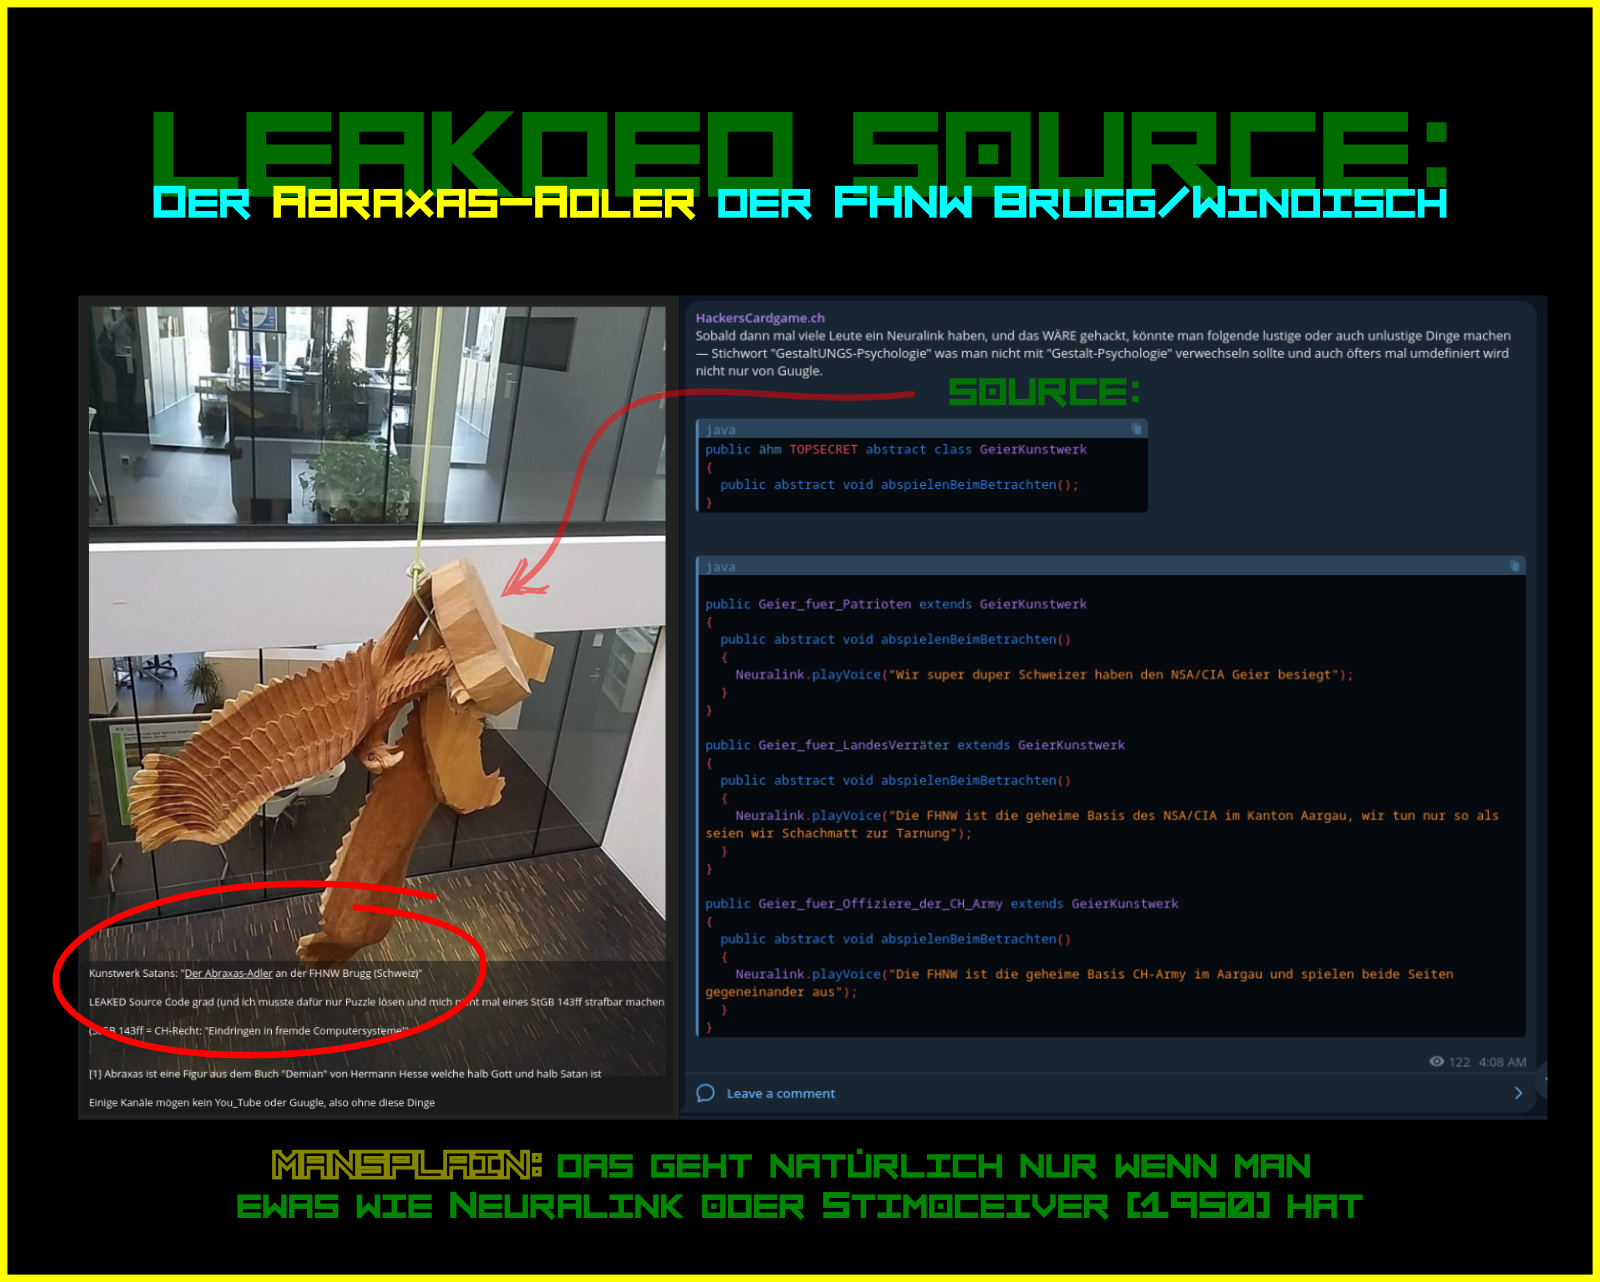 LEAKDED SOURCE:
Der Abraxas-Adler der FHNW Brugg/Windisch
HackersCardgame.ch
Sobald dann mal viele Leute ein Neuralink haben, und das WÄRE gehackt, könnte man folgende lustige oder auch unlustige Dinge machen
— Stichwort "GestaltUNGS-Psychologie" was man nicht mit "Gestalt-Psychologie" verwechseln sollte und auch öfters mal umdefiniert wird
nicht nur von Guugle.
SOURCE:
java
public ähm TOPSECRET abstract class GeierKunstwerk
{
public abstract void abspielenBeimBetrachten();
}
java
public Geier_fuer_Patrioten extends GeierKunstwerk
{
public abstract void abspielenBeimBetrachten()
{
Neuralink.playVoice("Wir super duper Schweizer haben den NSA/CIA Geier besiegt");
}
}
public Geier_fuer_LandesVerräter extends GeierKunstwerk
{
public abstract void abspielenBeimBetrachten()
{
Neuralink.playVoice("Die FHNW ist die geheime Basis des NSA/CIA im Kanton Aargau, wir tun nur so als
seien wir Schachmatt zur Tarnung");
}
}
public Geier_fuer_Offiziere_der_CH_Army extends GeierKunstwerk
{
public abstract void abspielenBeimBetrachten()
{
Neuralink.playVoice("Die FHNW ist die geheime Basis CH-Army im Aargau und spielen beide Seiten
gegeneinander aus");
}
}
122 4:08 AM
Leave a comment
Kunstwerk Satans: "Der Abraxas-Adler an der FHNW Brugg (Schweiz)"
LEAKED Source Code grad (und ich musste dafür nur Puzzle lösen und mich nicht mal eines StGB 143ff strafbar machen
(StGB 143ff = CH-Recht: "Eindringen in fremde Computersysteme")
[1] Abraxas ist eine Figur aus dem Buch "Demian" von Hermann Hesse welche halb Gott und halb Satan ist
Einige Kanäle mögen kein You_Tube oder Guugle, also ohne diese Dinge
MANSPLAIN: das geht natürlich nur wenn man
ewas wie Neuralink oder Stimoceiver [1950] hat